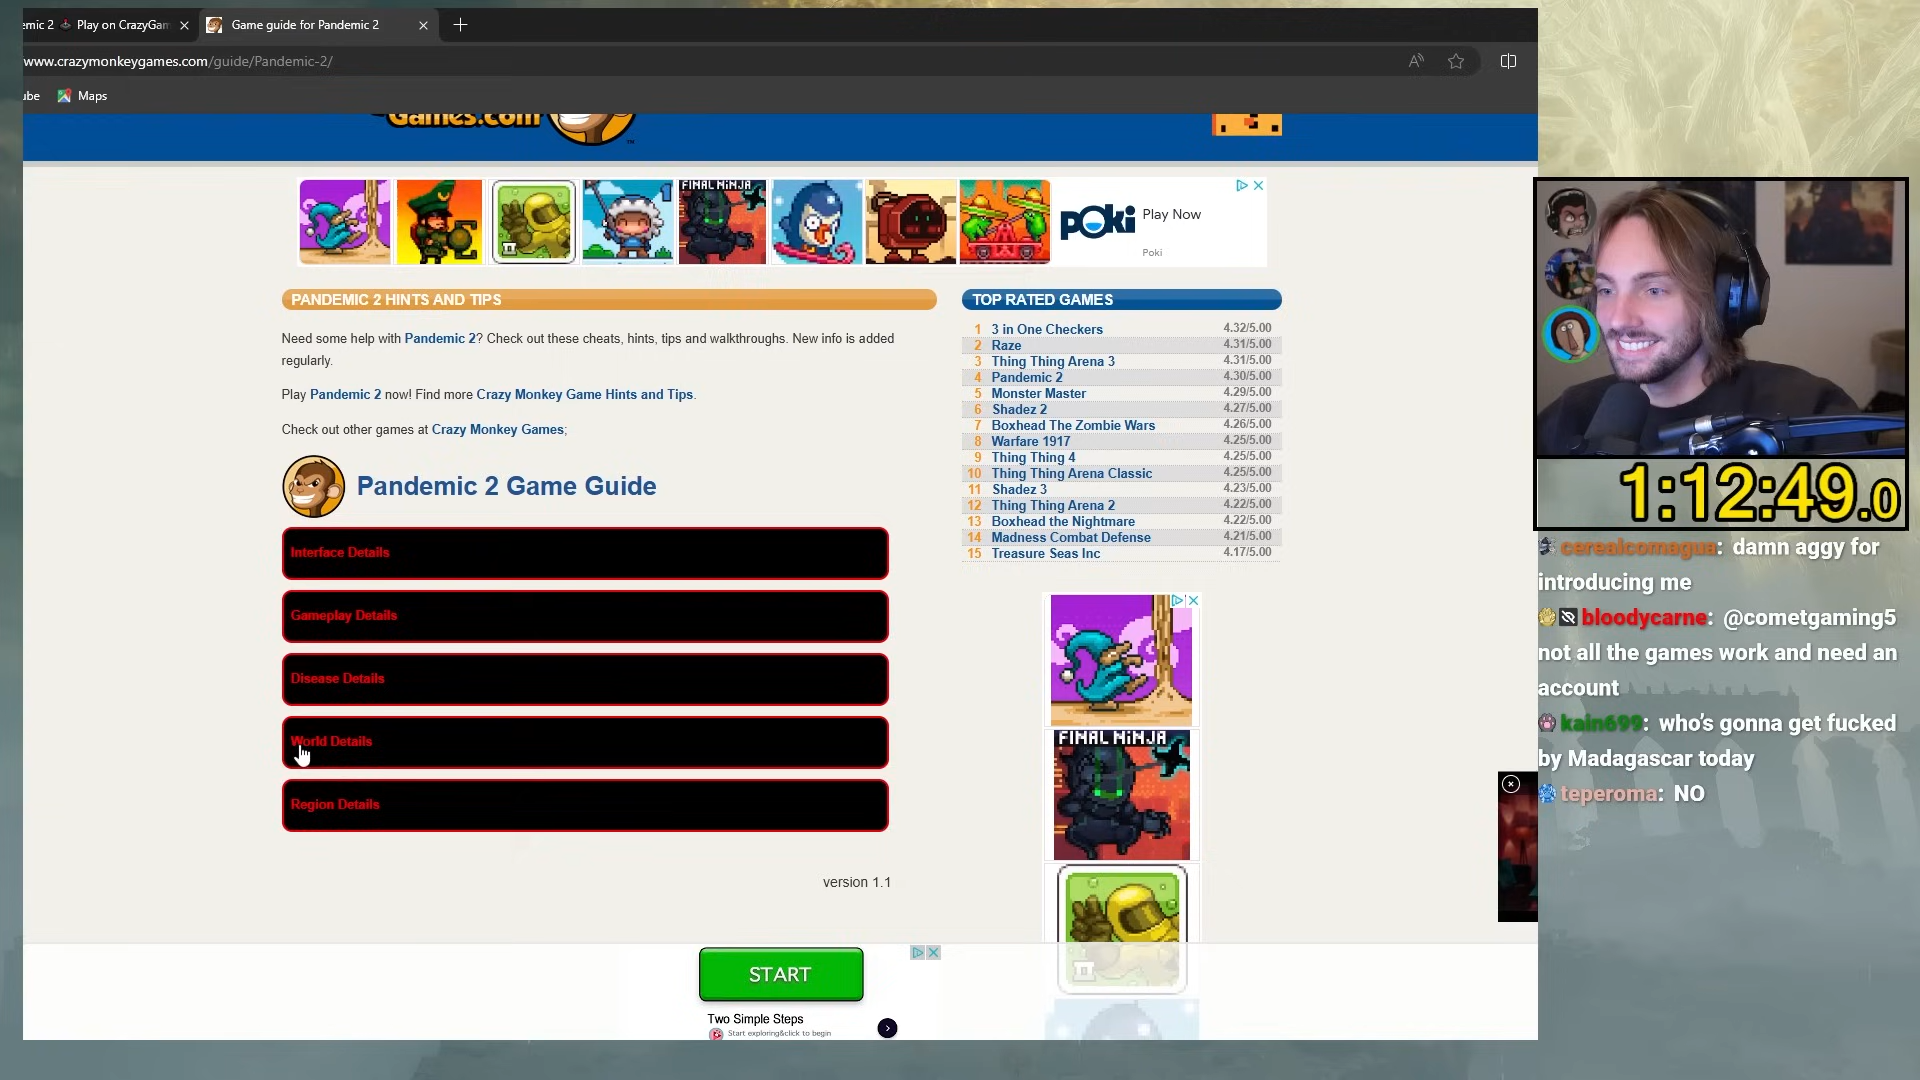 emic 2 Play on CrazyGam
Game guide for Pandemic 2
www.crazymonkeygames.com/guide/Pandemic-2/
ube Maps
Games.com
FINAL NINJA
POKI Play Now
Poki
PANDEMIC 2 HINTS AND TIPS
Need some help with Pandemic 2? Check out these cheats, hints, tips and walkthroughs. New info is added
regularly.
Play Pandemic 2 now! Find more Crazy Monkey Game Hints and Tips.
Check out other games at Crazy Monkey Games;
Pandemic 2 Game Guide
Interface Details
Gameplay Details
Disease Details
World Details
Region Details
version 1.1
TOP RATED GAMES
1 3 in One Checkers 4.32/5.00
2 Raze 4.31/5.00
3 Thing Thing Arena 3 4.31/5.00
4 Pandemic 2 4.30/5.00
5 Monster Master 4.29/5.00
6 Shadez 2 4.27/5.00
7 Boxhead The Zombie Wars 4.26/5.00
8 Warfare 1917 4.25/5.00
9 Thing Thing 4 4.25/5.00
10 Thing Thing Arena Classic 4.25/5.00
11 Shadez 3 4.23/5.00
12 Thing Thing Arena 2 4.22/5.00
13 Boxhead the Nightmare 4.22/5.00
14 Madness Combat Defense 4.21/5.00
15 Treasure Seas Inc 4.17/5.00
FINAL NINJA
START
Two Simple Steps
Start exploring&click to begin
1:12:49.0
cerealcomagua: damn aggy for
introducing me
bloodycarne: @cometgaming5
not all the games work and need an
account
kain699: who's gonna get fucked
by Madagascar today
teperoma: NO